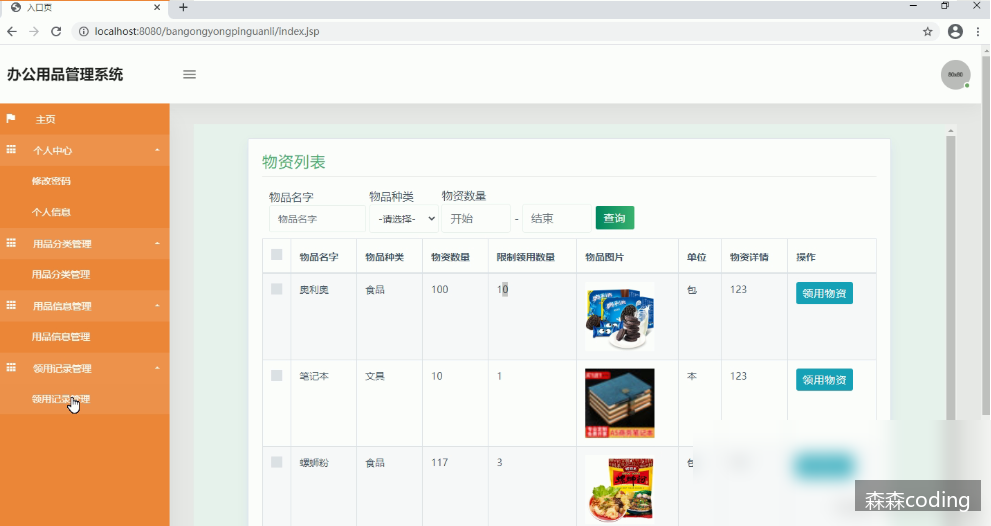 入口页
localhost:8080/bangongyongpinguanli/index.jsp
办公用品管理系统
80x80
主页
个人中心
修改密码
个人信息
用品分类管理
用品分类管理
用品信息管理
用品信息管理
领用记录管理
领用记录管理
物资列表
物品名字 物品种类 物资数量
物品名字 -请选择- 开始 - 结束 查询
物品名字 物品种类 物资数量 限制领用数量 物品图片 单位 物资详情 操作
奥利奥 食品 100 10 包 123 领用物资
笔记本 文具 10 1 本 123 领用物资
螺蛳粉 食品 117 3
森森coding